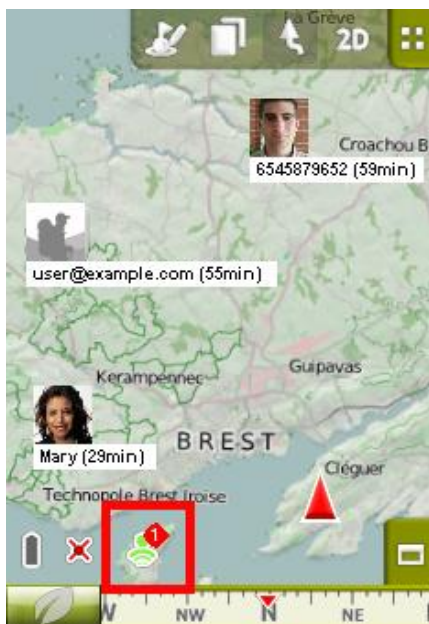 La Grève
2D
Croachou B
6545879652 (59min)
user@example.com (55min)
Guipavas
Kerampennec
Mary (29min)
BREST
Cléguer
Technopole Brest Iroise
1
W NW N NE